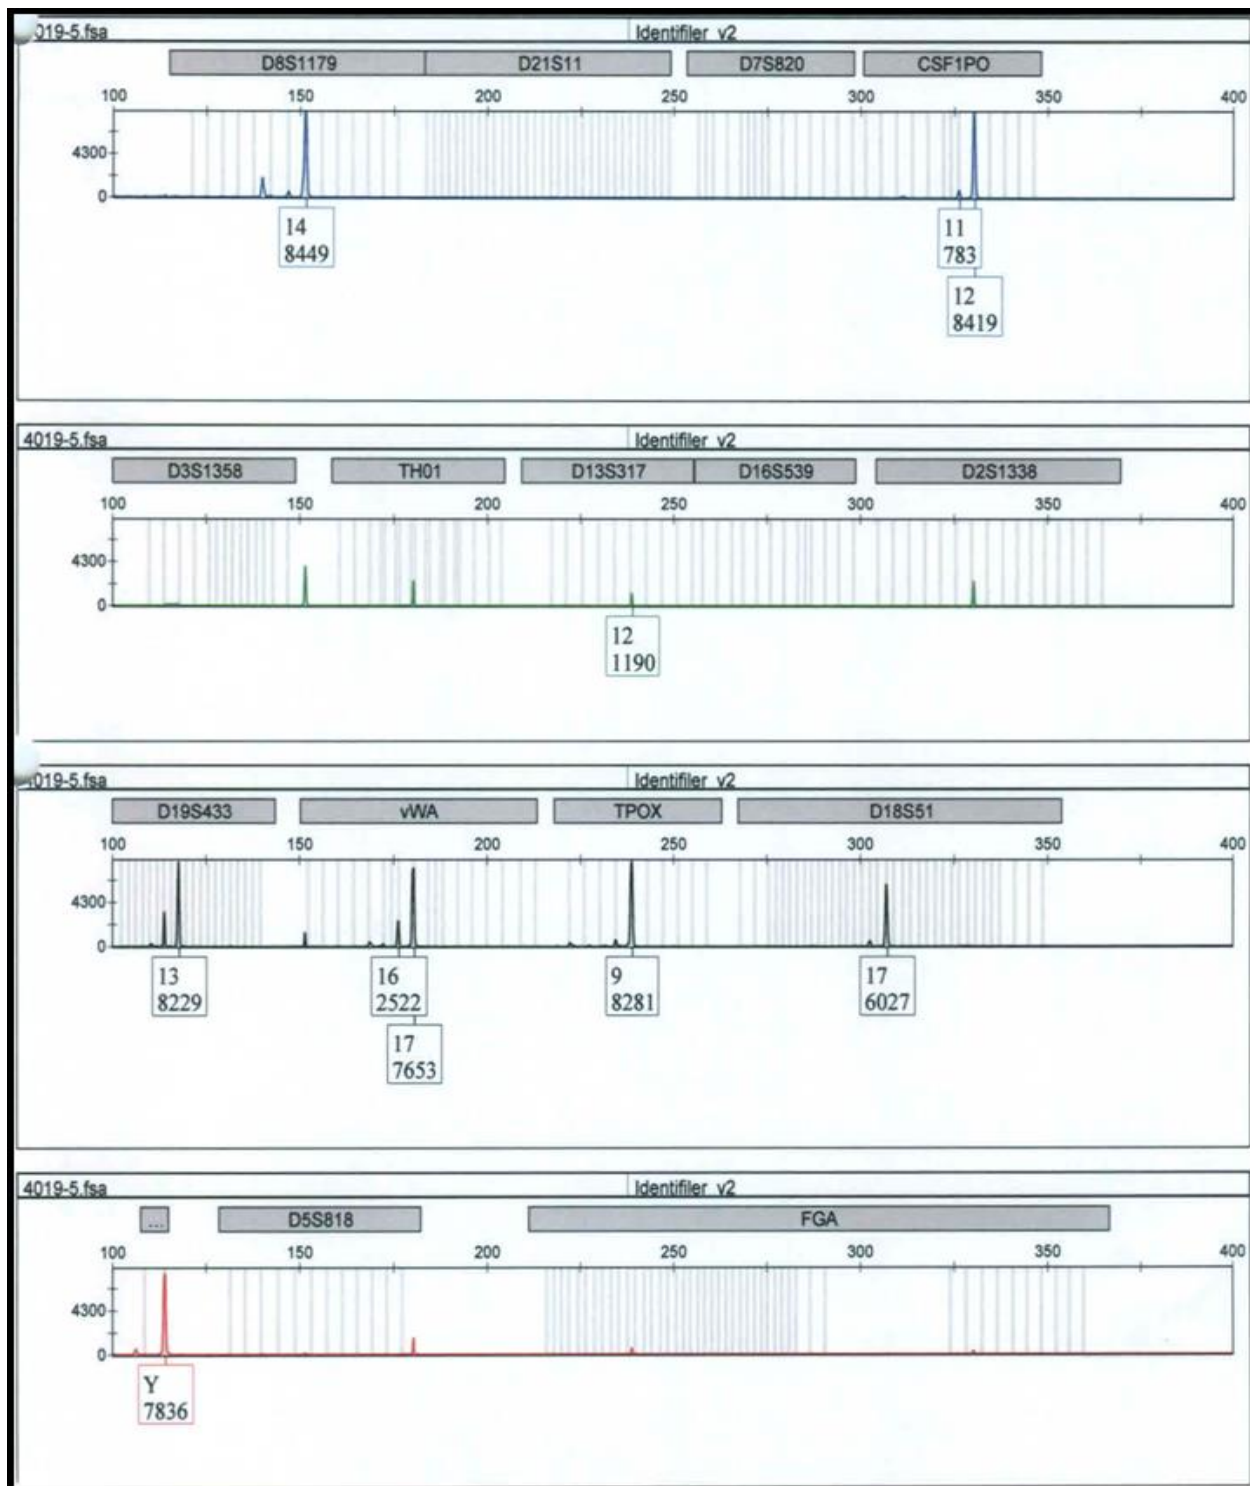 019-5.fsa Identifiler_v2
D8S1179 D21S11 D7S820 CSF1PO
100 150 200 250 300 350 400
4300
0
14 11
8449 783
12
8419
4019-5.fsa Identifiler_v2
D3S1358 TH01 D13S317 D16S539 D2S1338
100 150 200 250 300 350 400
4300
0
12
1190
4019-5.fsa Identifiler_v2
D19S433 vWA TPOX D18S51
100 150 200 250 300 350 400
4300
0
13 16 9 17
8229 2522 8281 6027
17
7653
4019-5.fsa Identifiler_v2
... D5S818 FGA
100 150 200 250 300 350 400
4300
0
Y
7836